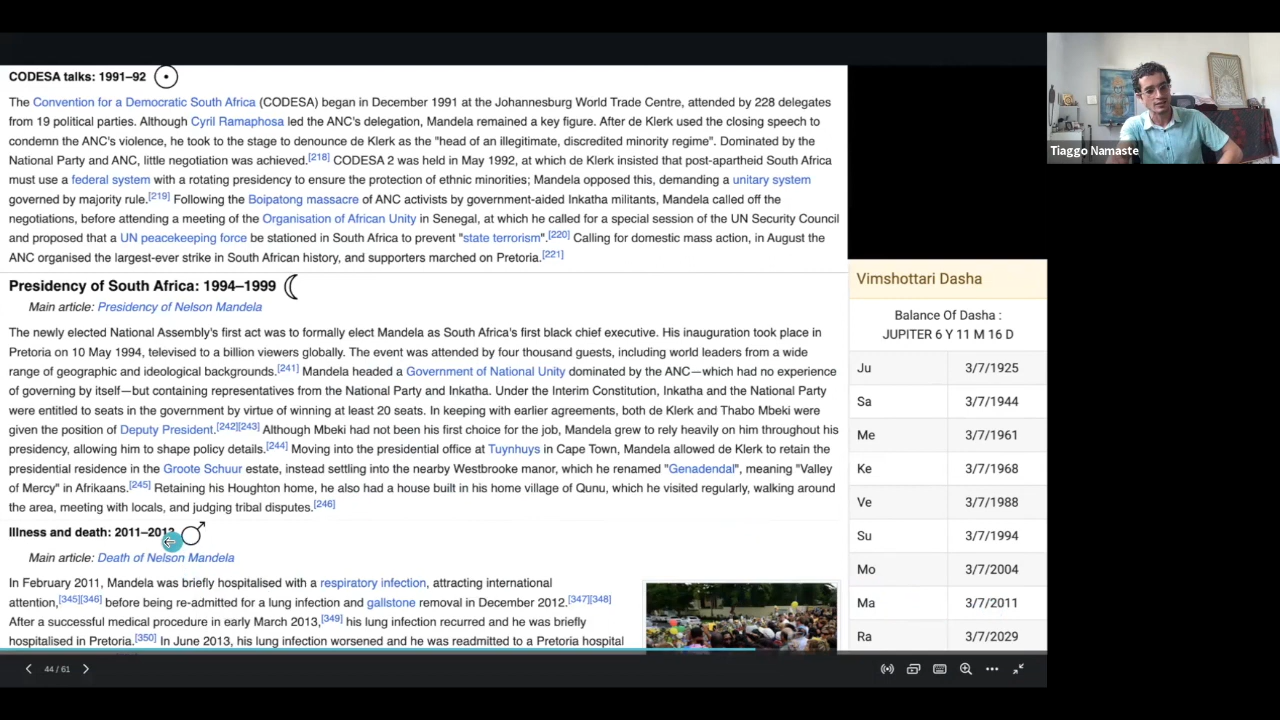 CODESA talks: 1991–92
The Convention for a Democratic South Africa (CODESA) began in December 1991 at the Johannesburg World Trade Centre, attended by 228 delegates
from 19 political parties. Although Cyril Ramaphosa led the ANC's delegation, Mandela remained a key figure. After de Klerk used the closing speech to
condemn the ANC's violence, he took to the stage to denounce de Klerk as the "head of an illegitimate, discredited minority regime". Dominated by the
National Party and ANC, little negotiation was achieved.[218] CODESA 2 was held in May 1992, at which de Klerk insisted that post-apartheid South Africa
must use a federal system with a rotating presidency to ensure the protection of ethnic minorities; Mandela opposed this, demanding a unitary system
governed by majority rule.[219] Following the Boipatong massacre of ANC activists by government-aided Inkatha militants, Mandela called off the
negotiations, before attending a meeting of the Organisation of African Unity in Senegal, at which he called for a special session of the UN Security Council
and proposed that a UN peacekeeping force be stationed in South Africa to prevent "state terrorism".[220] Calling for domestic mass action, in August the
ANC organised the largest-ever strike in South African history, and supporters marched on Pretoria.[221]
Presidency of South Africa: 1994–1999
Main article: Presidency of Nelson Mandela
The newly elected National Assembly's first act was to formally elect Mandela as South Africa's first black chief executive. His inauguration took place in
Pretoria on 10 May 1994, televised to a billion viewers globally. The event was attended by four thousand guests, including world leaders from a wide
range of geographic and ideological backgrounds.[241] Mandela headed a Government of National Unity dominated by the ANC—which had no experience
of governing by itself—but containing representatives from the National Party and Inkatha. Under the Interim Constitution, Inkatha and the National Party
were entitled to seats in the government by virtue of winning at least 20 seats. In keeping with earlier agreements, both de Klerk and Thabo Mbeki were
given the position of Deputy President.[242][243] Although Mbeki had not been his first choice for the job, Mandela grew to rely heavily on him throughout his
presidency, allowing him to shape policy details.[244] Moving into the presidential office at Tuynhuys in Cape Town, Mandela allowed de Klerk to retain the
presidential residence in the Groote Schuur estate, instead settling into the nearby Westbrooke manor, which he renamed "Genadendal", meaning "Valley
of Mercy" in Afrikaans.[245] Retaining his Houghton home, he also had a house built in his home village of Qunu, which he visited regularly, walking around
the area, meeting with locals, and judging tribal disputes.[246]
Illness and death: 2011–2013
Main article: Death of Nelson Mandela
In February 2011, Mandela was briefly hospitalised with a respiratory infection, attracting international
attention,[345][346] before being re-admitted for a lung infection and gallstone removal in December 2012.[347][348]
After a successful medical procedure in early March 2013,[349] his lung infection recurred and he was briefly
hospitalised in Pretoria.[350] In June 2013, his lung infection worsened and he was readmitted to a Pretoria hospital
Vimshottari Dasha
Balance Of Dasha :
JUPITER 6 Y 11 M 16 D
Ju 3/7/1925
Sa 3/7/1944
Me 3/7/1961
Ke 3/7/1968
Ve 3/7/1988
Su 3/7/1994
Mo 3/7/2004
Ma 3/7/2011
Ra 3/7/2029
Tiaggo Namaste
44 / 61